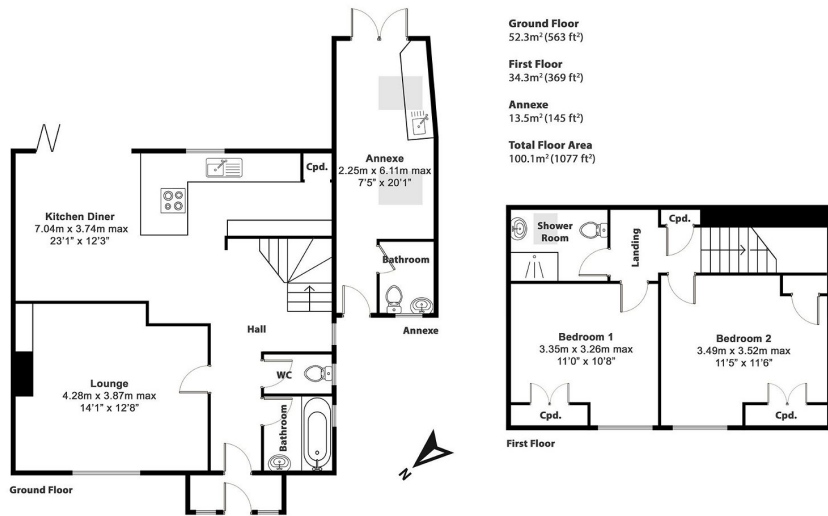 Ground Floor
52.3m² (563 ft²)
First Floor
34.3m² (369 ft²)
Annexe
13.5m² (145 ft²)
Total Floor Area
100.1m² (1077 ft²)
Cpd.
Kitchen Diner
7.04m x 3.74m max
23'1" x 12'3"
Annexe
2.25m x 6.11m max
7'5" x 20'1"
Bathroom
Annexe
Hall
WC
Bathroom
Lounge
4.28m x 3.87m max
14'1" x 12'8"
Ground Floor
N
Shower
Room
Landing
Cpd.
Bedroom 1
3.35m x 3.26m max
11'0" x 10'8"
Cpd.
Bedroom 2
3.49m x 3.52m max
11'5" x 11'6"
Cpd.
First Floor